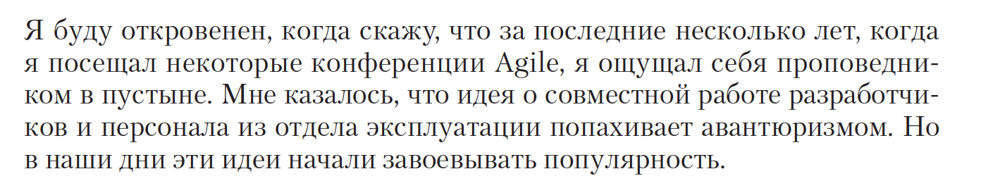 Я буду откровенен, когда скажу, что за последние несколько лет, когда
я посещал некоторые конференции Agile, я ощущал себя проповедни-
ком в пустыне. Мне казалось, что идея о совместной работе разработчи-
ков и персонала из отдела эксплуатации попахивает авантюризмом. Но
в наши дни эти идеи начали завоевывать популярность.